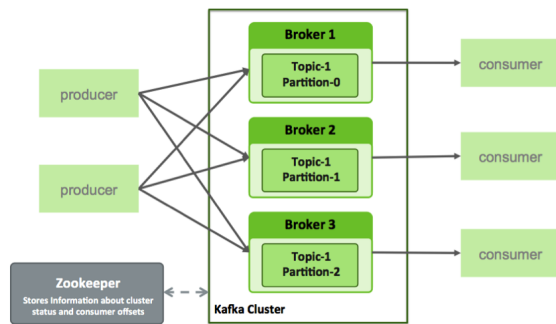 Broker 1
Topic-1
Partition-0
producer
consumer
Broker 2
Topic-1
Partition-1
consumer
producer
Broker 3
Topic-1
Partition-2
consumer
Zookeeper
Stores Information about cluster
status and consumer offsets
Kafka Cluster